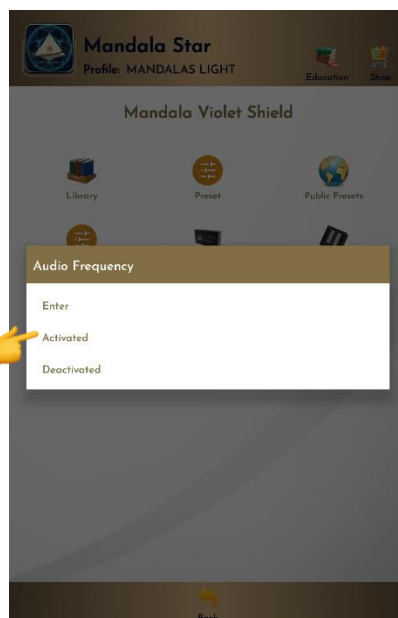 Mandala Star
Profile: MANDALAS LIGHT
Education Shop
Mandala Violet Shield
Library Preset Public Presets
Audio Frequency
Enter
Activated
Deactivated
Back